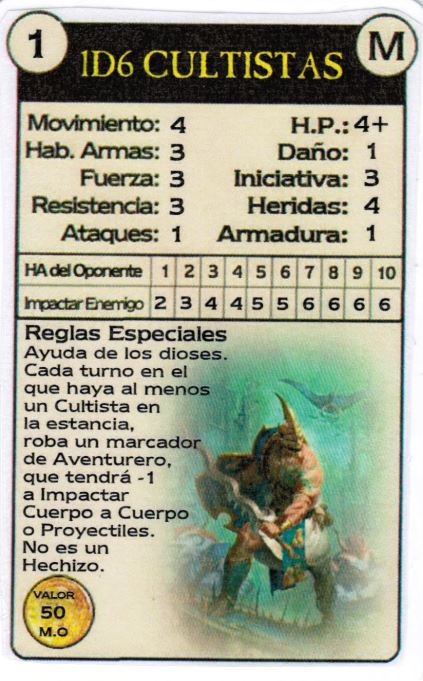 1
1D6 CULTISTAS
M
Movimiento: 4 H.P.: 4+
Hab. Armas: 3 Daño: 1
Fuerza: 3 Iniciativa: 3
Resistencia: 3 Heridas: 4
Ataques: 1 Armadura: 1
HA del Oponente 1 2 3 4 5 6 7 8 9 10
Impactar Enemigo 2 3 4 4 5 5 6 6 6 6
Reglas Especiales
Ayuda de los dioses.
Cada turno en el
que haya al menos
un Cultista en
la estancia,
roba un marcador
de Aventurero,
que tendrá -1
a Impactar
Cuerpo a Cuerpo
o Proyectiles.
No es un
Hechizo.
VALOR
50
M.O